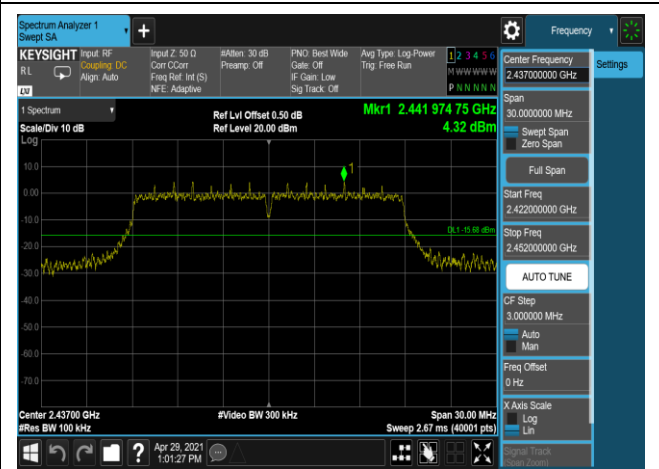 Spectrum Analyzer 1
Swept SA
Frequency
KEYSIGHT
RL
Input: RF
Coupling: DC
Align: Auto
Input Z: 50 Ω
Corr CCorr
Freq Ref: Int (S)
NFE: Adaptive
#Atten: 30 dB
Preamp: Off
PNO: Best Wide
Gate: Off
IF Gain: Low
Sig Track: Off
Avg Type: Log-Power
Trig: Free Run
1 2 3 4 5 6
M W W W W W
P N N N N N
1 Spectrum
Scale/Div 10 dB
Ref Lvl Offset 0.50 dB
Ref Level 20.00 dBm
Mkr1 2.441 974 75 GHz
4.32 dBm
Log
10.0
0.00
-10.0
-20.0
-30.0
-40.0
-50.0
-60.0
-70.0
1
DL1 -15.68 dBm
Center 2.43700 GHz
#Res BW 100 kHz
#Video BW 300 kHz
Span 30.00 MHz
Sweep 2.67 ms (40001 pts)
Center Frequency
2.437000000 GHz
Settings
Span
30.0000000 MHz
Swept Span
Zero Span
Full Span
Start Freq
2.422000000 GHz
Stop Freq
2.452000000 GHz
AUTO TUNE
CF Step
3.000000 MHz
Auto
Man
Freq Offset
0 Hz
X Axis Scale
Log
Lin
Signal Track
(Span Zoom)
?
Apr 29, 2021
1:01:27 PM